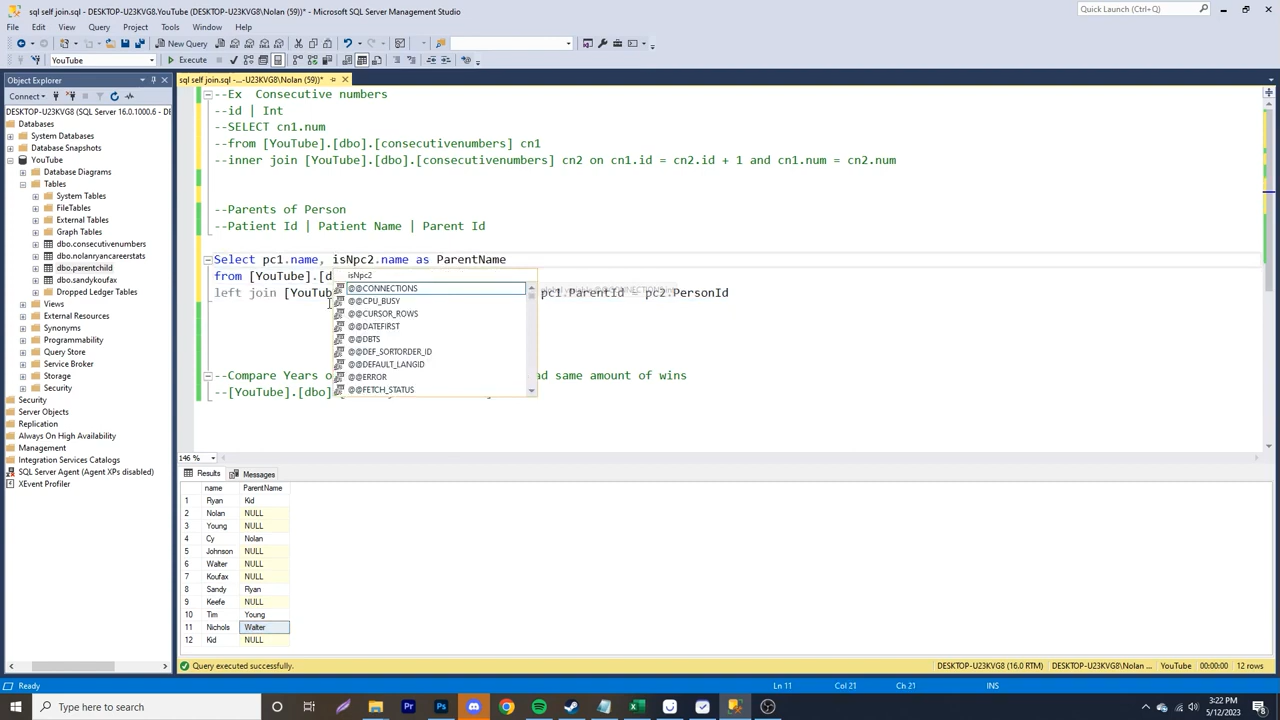 sql self join.sql - DESKTOP-U23KVG8.YouTube (DESKTOP-U23KVG8\Nolan (59))* - Microsoft SQL Server Management Studio
Quick Launch (Ctrl+Q)
File Edit View Query Project Tools Window Help
New Query
YouTube Execute
Object Explorer
sql self join.sql -...-U23KVG8\Nolan (59))*
Connect
DESKTOP-U23KVG8 (SQL Server 16.0.1000.6 - DE
Databases
System Databases
Database Snapshots
YouTube
Database Diagrams
Tables
System Tables
FileTables
External Tables
Graph Tables
dbo.consecutivenumbers
dbo.nolanryancareerstats
dbo.parentchild
dbo.sandykoufax
Dropped Ledger Tables
Views
External Resources
Synonyms
Programmability
Query Store
Service Broker
Storage
Security
Security
Server Objects
Replication
Always On High Availability
Management
Integration Services Catalogs
SQL Server Agent (Agent XPs disabled)
XEvent Profiler
--Ex Consecutive numbers
--id | Int
--SELECT cn1.num
--from [YouTube].[dbo].[consecutivenumbers] cn1
--inner join [YouTube].[dbo].[consecutivenumbers] cn2 on cn1.id = cn2.id + 1 and cn1.num = cn2.num
--Parents of Person
--Patient Id | Patient Name | Parent Id
Select pc1.name, isNpc2.name as ParentName
from [YouTube].[d
left join [YouTub pc1.ParentId = pc2.PersonId
isNpc2
@@CONNECTIONS
@@CPU_BUSY
@@CURSOR_ROWS
@@DATEFIRST
@@DBTS
@@DEF_SORTORDER_ID
@@DEFAULT_LANGID
@@ERROR
@@FETCH_STATUS
--Compare Years o ad same amount of wins
--[YouTube].[dbo]
146 %
Results Messages
name ParentName
1 Ryan Kid
2 Nolan NULL
3 Young NULL
4 Cy Nolan
5 Johnson NULL
6 Walter NULL
7 Koufax NULL
8 Sandy Ryan
9 Keefe NULL
10 Tim Young
11 Nichols Walter
12 Kid NULL
Query executed successfully.
DESKTOP-U23KVG8 (16.0 RTM) DESKTOP-U23KVG8\Nolan ... YouTube 00:00:00 12 rows
Ready Ln 11 Col 21 Ch 21 INS
Type here to search
3:22 PM
5/12/2023